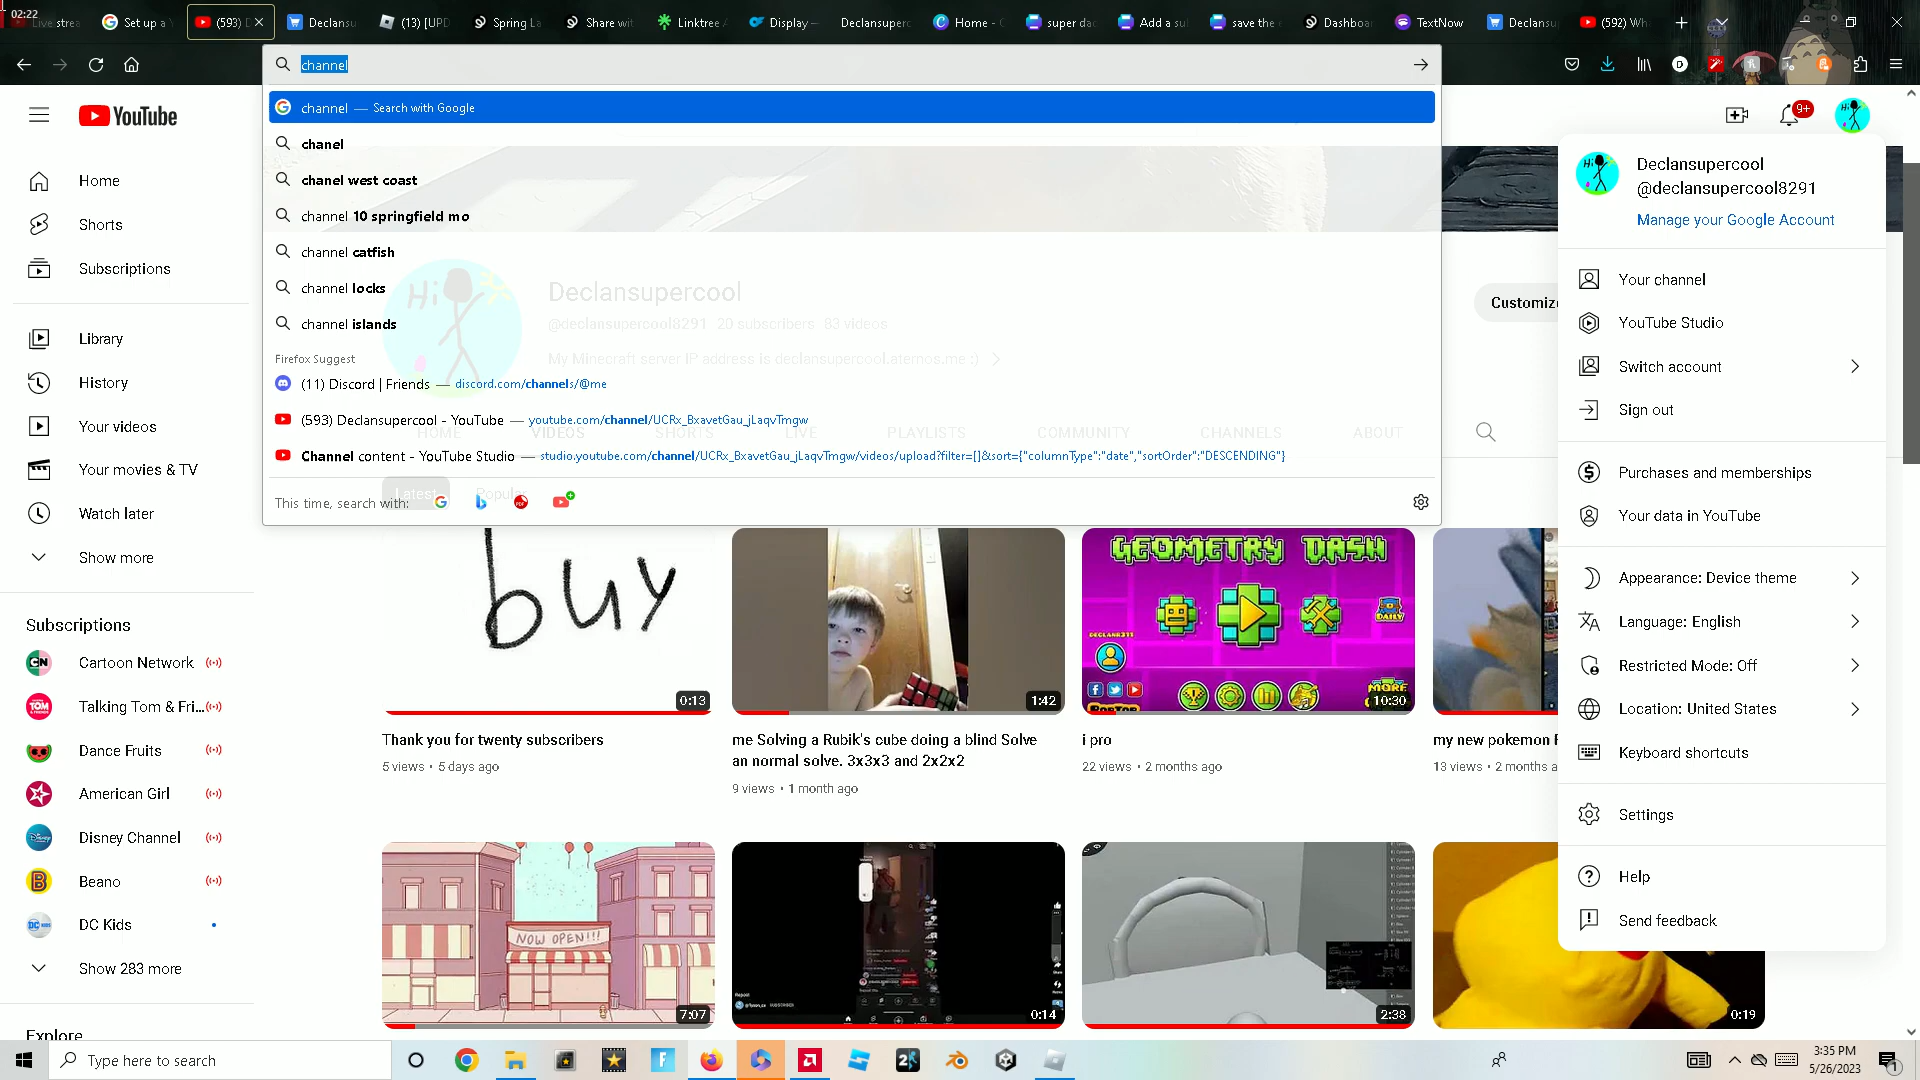 02:22
Live strea
Set up a Y
(593) D
Declansu
(13) [UPD
Spring La
Share wit
Linktree
Display —
Declansuperc
Home - C
super da
Add a su
save the
Dashboa
TextNow
Declansu
(592) Wh
channel
channel — Search with Google
chanel
chanel west coast
channel 10 springfield mo
channel catfish
channel locks
channel islands
Firefox Suggest
(11) Discord | Friends — discord.com/channels/@me
(593) Declansupercool - YouTube — youtube.com/channel/UCRx_BxavetGau_jLaqvTmgw
Channel content - YouTube Studio — studio.youtube.com/channel/UCRx_BxavetGau_jLaqvTmgw/videos/upload?filter=[]&sort={"columnType":"date","sortOrder":"DESCENDING"}
This time, search with:
YouTube
Home
Shorts
Subscriptions
Library
History
Your videos
Your movies & TV
Watch later
Show more
Subscriptions
Cartoon Network
Talking Tom & Fri...
Dance Fruits
American Girl
Disney Channel
Beano
DC Kids
Show 283 more
Explore
Hi
Declansupercool
@declansupercool8291 20 subscribers 83 videos
My Minecraft server IP address is declansupercool.aternos.me :)
Customize
HOME
VIDEOS
SHORTS
LIVE
PLAYLISTS
COMMUNITY
CHANNELS
ABOUT
Latest
Popular
buy
0:13
Thank you for twenty subscribers
5 views • 5 days ago
1:42
me Solving a Rubik's cube doing a blind Solve
an normal solve. 3x3x3 and 2x2x2
9 views • 1 month ago
GEOMETRY DASH
DAILY
MORE
10:30
i pro
22 views • 2 months ago
my new pokemon
13 views • 2 months a
NOW OPEN!!!
7:07
0:14
2:38
0:19
9+
Hi
Declansupercool
@declansupercool8291
Manage your Google Account
Your channel
YouTube Studio
Switch account
Sign out
Purchases and memberships
Your data in YouTube
Appearance: Device theme
Language: English
Restricted Mode: Off
Location: United States
Keyboard shortcuts
Settings
Help
Send feedback
Type here to search
3:35 PM
5/26/2023
1